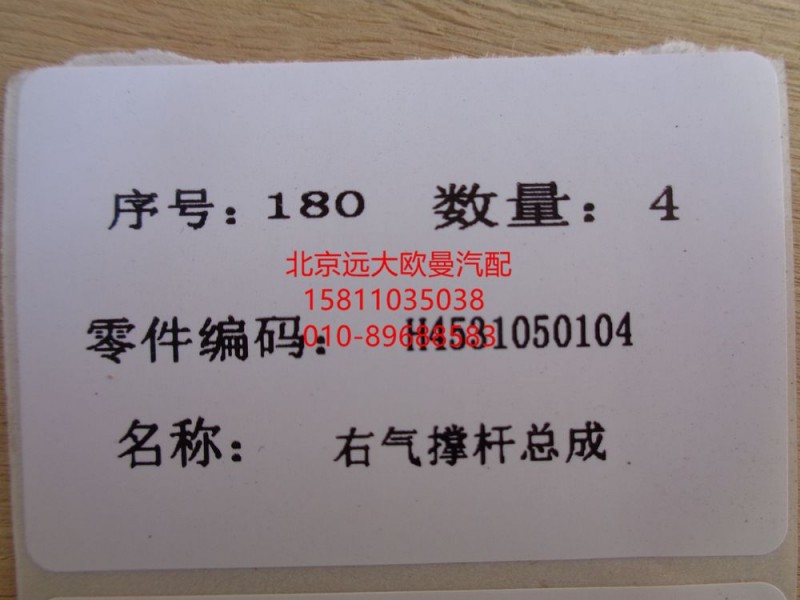 序号：180 数量：4
北京远大欧曼汽配
15811035038
010-89688583
零件编码： H4531050104
名称： 右气撑杆总成